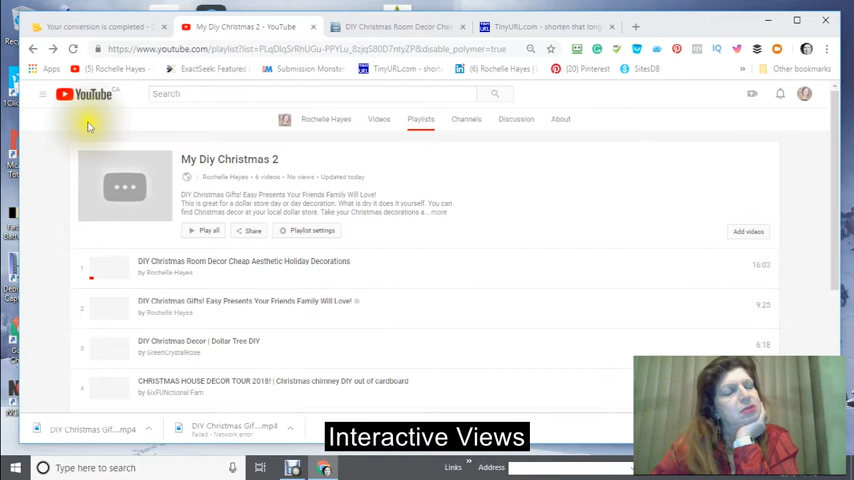 Your conversion is completed -
My Diy Christmas 2 - YouTube
DIY Christmas Room Decor Chea
TinyURL.com - shorten that long
https://www.youtube.com/playlist?list=PLqDlqSrRhUGu-PPYLu_8zjqS80D7ntyZP&disable_polymer=true
Apps
(5) Rochelle Hayes -
ExactSeek: Featured
Submission Monster
TinyURL.com - short
(6) Rochelle Hayes |
(20) Pinterest
SitesDB
Other bookmarks
YouTube CA
Search
Rochelle Hayes
Videos
Playlists
Channels
Discussion
About
My Diy Christmas 2
Rochelle Hayes • 6 videos • No views • Updated today
DIY Christmas Gifts! Easy Presents Your Friends Family Will Love!
This is great for a dollar store day or day decoration. What is dry it does it yourself. You can
find Christmas decor at your local dollar store. Take your Christmas decorations a... more
Play all
Share
Playlist settings
Add videos
1
DIY Christmas Room Decor Cheap Aesthetic Holiday Decorations
16:03
by Rochelle Hayes
2
DIY Christmas Gifts! Easy Presents Your Friends Family Will Love!
9:25
by Rochelle Hayes
3
DIY Christmas Decor | Dollar Tree DIY
6:18
by GreenCrystalRose
4
CHRISTMAS HOUSE DECOR TOUR 2018! | Christmas chimney DIY out of cardboard
by 6ixFUNctional Fam
DIY Christmas Gif....mp4
DIY Christmas Gif....mp4
Failed - Network error
Interactive Views
Type here to search
Links
Address